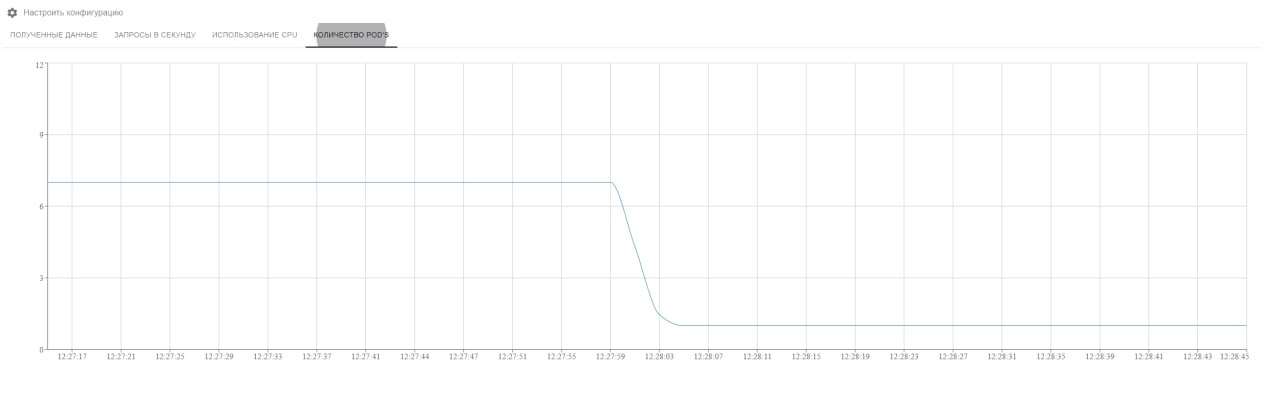 Настроить конфигурацию
ПОЛУЧЕННЫЕ ДАННЫЕ ЗАПРОСЫ В СЕКУНДУ ИСПОЛЬЗОВАНИЕ CPU КОЛИЧЕСТВО POD'S
12
9
6
3
0
12:27:17 12:27:21 12:27:25 12:27:29 12:27:33 12:27:37 12:27:41 12:27:44 12:27:47 12:27:51 12:27:55 12:27:59 12:28:03 12:28:07 12:28:11 12:28:15 12:28:19 12:28:23 12:28:27 12:28:31 12:28:35 12:28:39 12:28:41 12:28:43 12:28:45